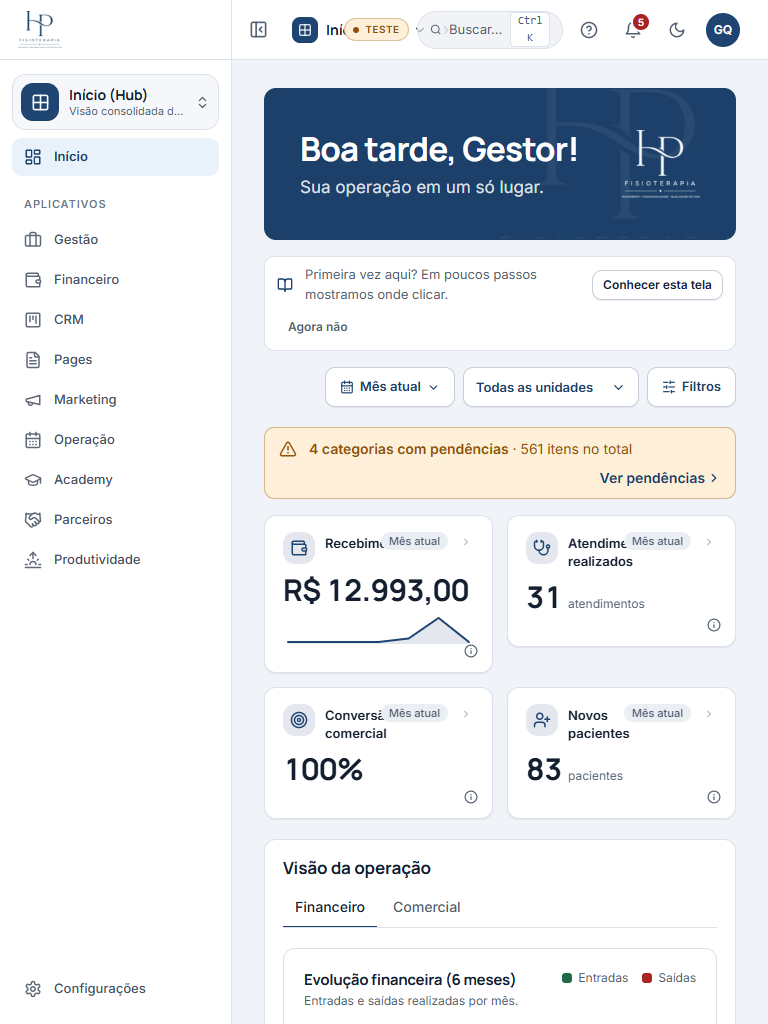 HP
FISIOTERAPIA
Início (Hub)
Visão consolidada d...
Início
APLICATIVOS
Gestão
Financeiro
CRM
Pages
Marketing
Operação
Academy
Parceiros
Produtividade
Configurações
TESTE
Buscar...
Ctrl
K
5
GQ
Boa tarde, Gestor!
Sua operação em um só lugar.
HP
FISIOTERAPIA
Primeira vez aqui? Em poucos passos
mostramos onde clicar.
Conhecer esta tela
Agora não
Mês atual
Todas as unidades
Filtros
4 categorias com pendências · 561 itens no total
Ver pendências
Mês atual
R$ 12.993,00
Mês atual
realizados
31 atendimentos
Mês atual
comercial
100%
Novos
pacientes
Mês atual
83 pacientes
Visão da operação
Financeiro
Comercial
Evolução financeira (6 meses)
Entradas
Saídas
Entradas e saídas realizadas por mês.